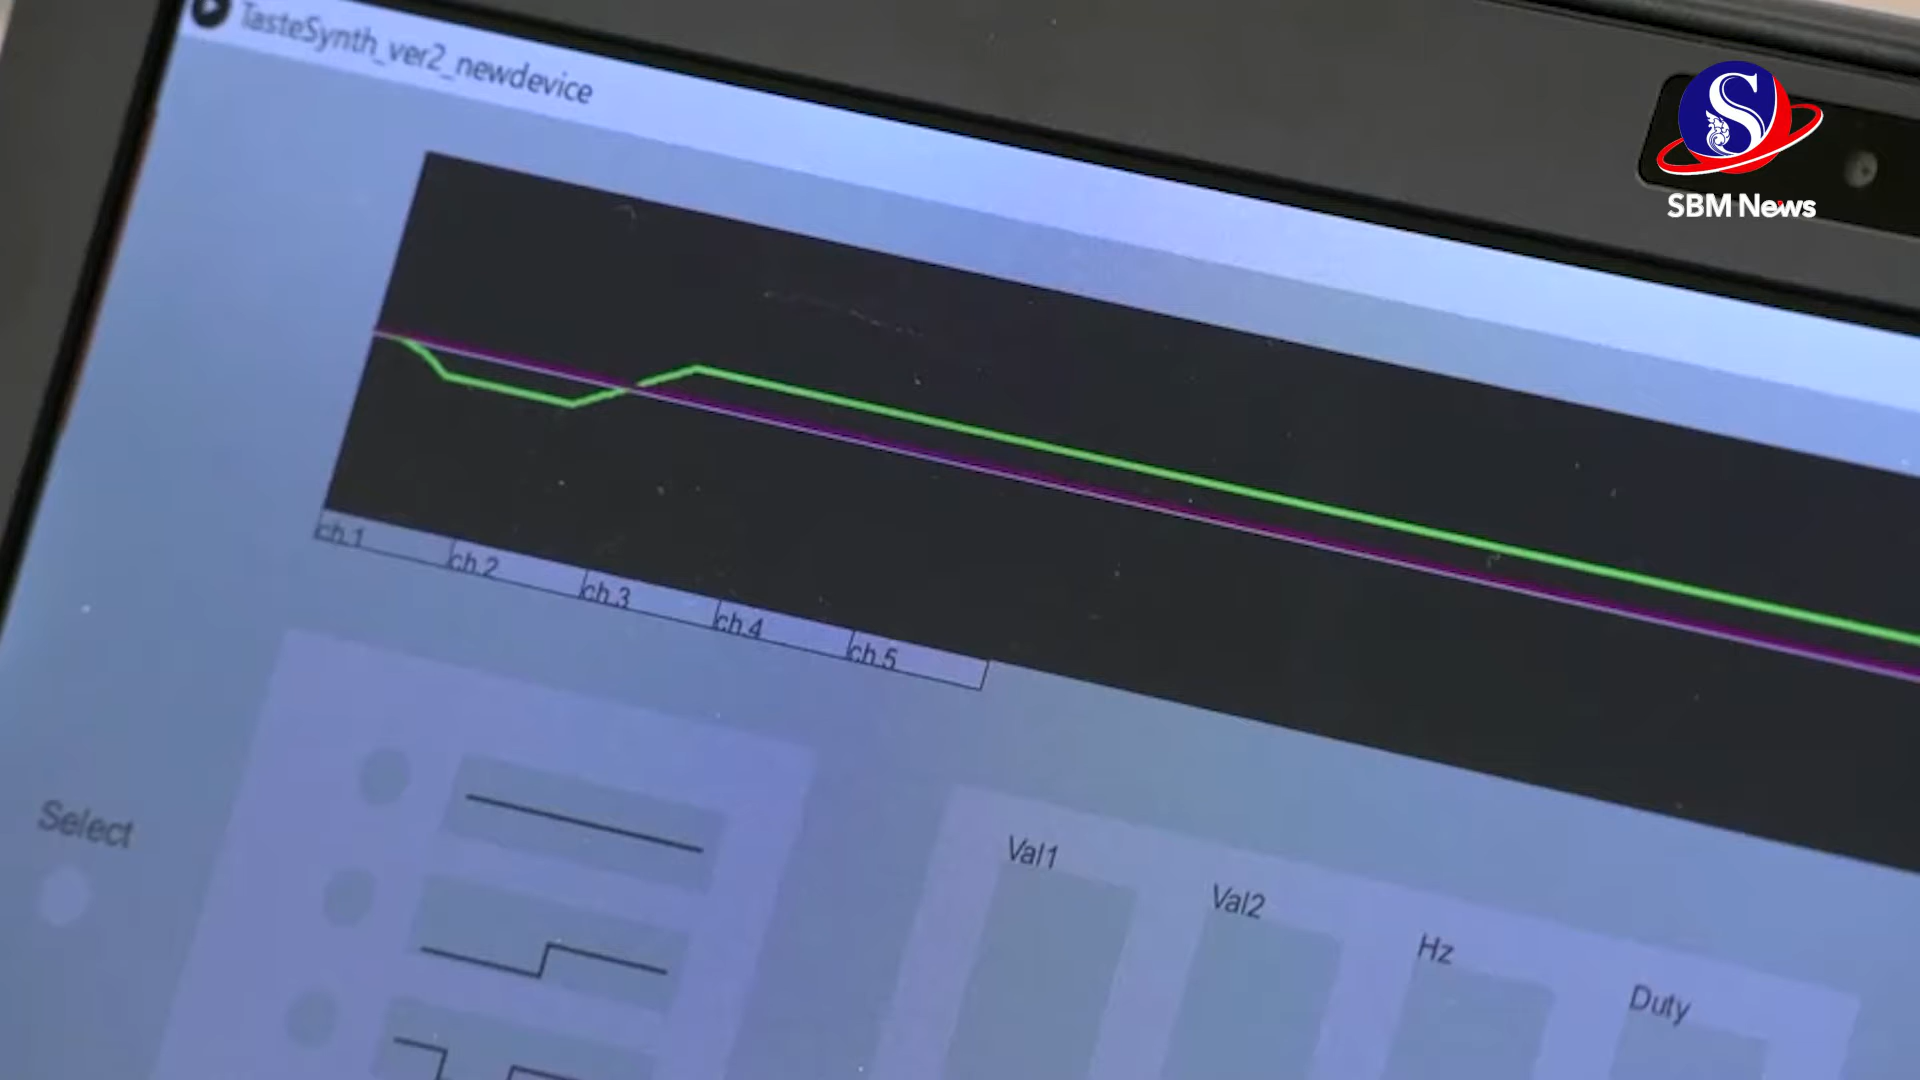 TasteSynth_ver2_newdevice
S
SBM News
ch.1
ch.2
ch.3
ch.4
ch.5
Select
Val1
Val2
Hz
Duty